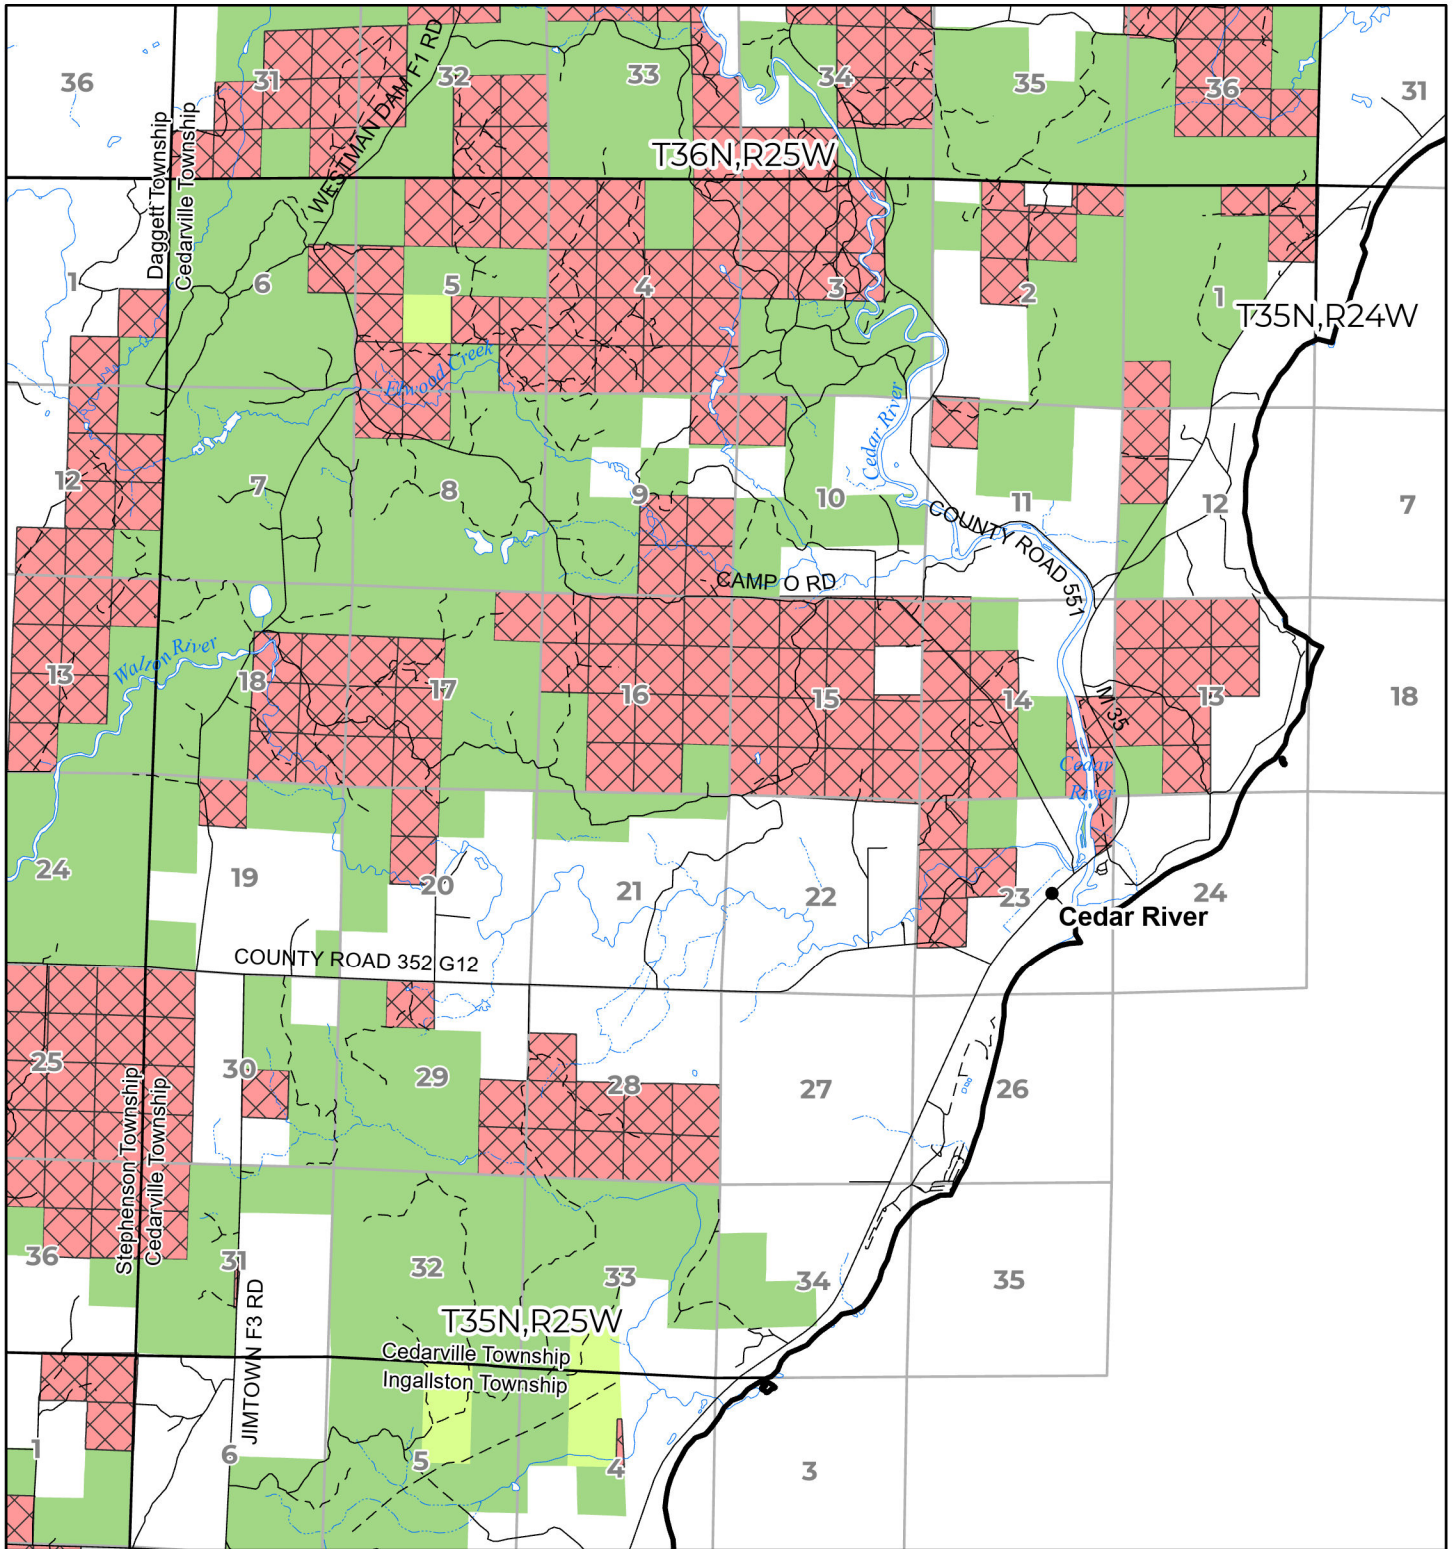 36
31
32
33
34
35
36
31
WESTMAN DAM F1 RD
T36N,R25W
Daggett Township
Cedarville Township
1
6
5
4
3
2
1
T35N,R24W
Elwood Creek
Cedar River
12
7
8
9
10
11
12
7
COUNTY ROAD 551
CAMP O RD
Walton River
13
18
17
16
15
14
13
18
M 35
Cedar
River
24
19
20
21
22
23
24
Cedar River
COUNTY ROAD 352 G12
25
30
29
28
27
26
Stephenson Township
Cedarville Township
36
31
32
33
34
35
JIMTOWN F3 RD
T35N,R25W
Cedarville Township
Ingallston Township
1
6
5
4
3